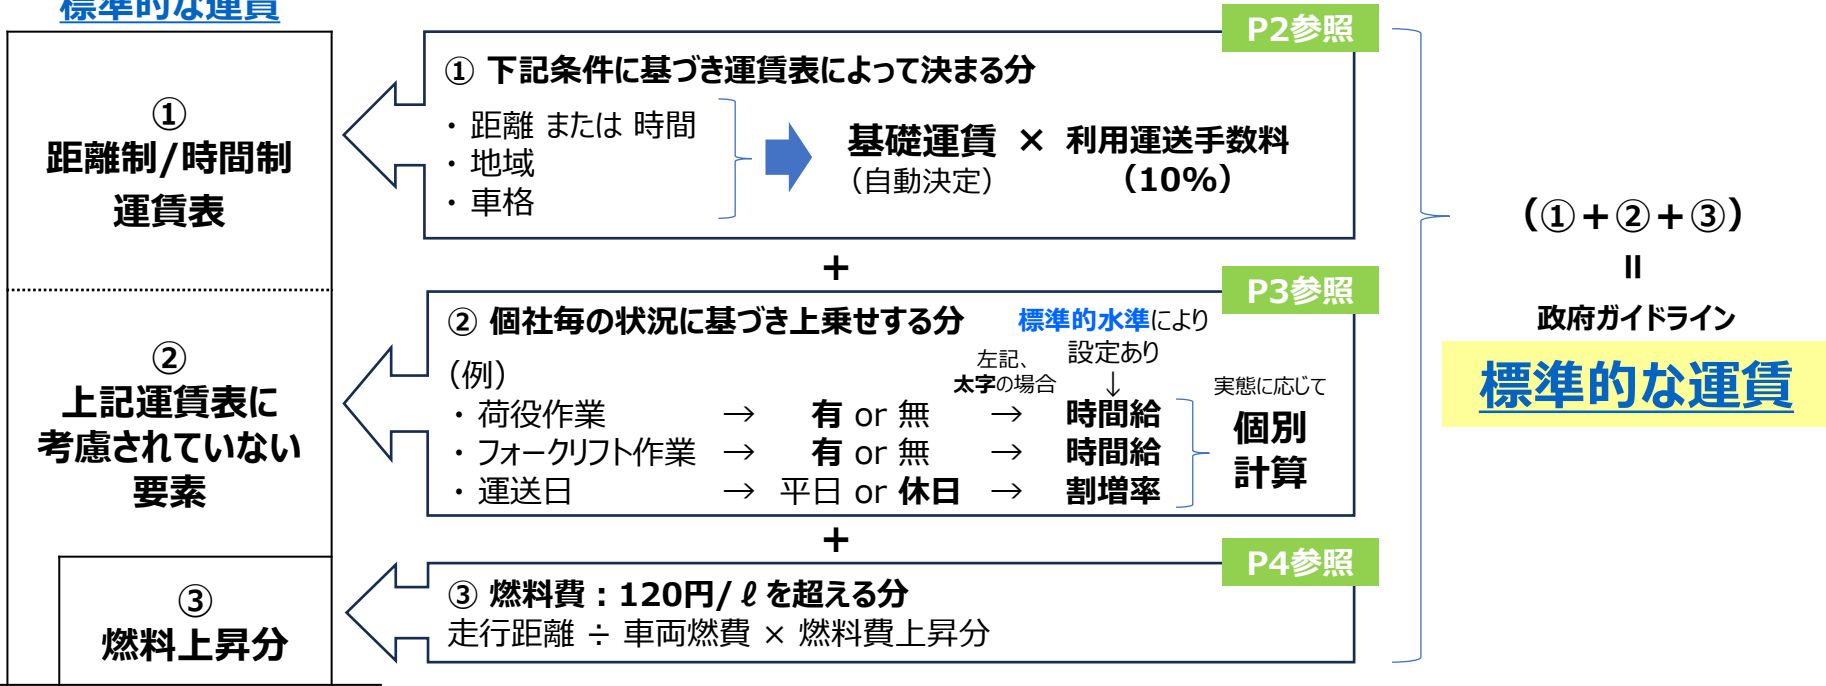 標準的な運賃
①
距離制/時間制
運賃表
②
上記運賃表に
考慮されていない
要素
③
燃料上昇分
P2参照
① 下記条件に基づき運賃表によって決まる分
・距離 または 時間
・地域
・車格
基礎運賃 × 利用運送手数料
（自動決定） （10%）
+
P3参照
② 個社毎の状況に基づき上乗せする分
標準的水準により
設定あり
↓
左記、
太字の場合
実態に応じて
（例）
・荷役作業 → 有 or 無 → 時間給
・フォークリフト作業 → 有 or 無 → 時間給
・運送日 → 平日 or 休日 → 割増率
個別
計算
+
P4参照
③ 燃料費：120円/ℓを超える分
走行距離 ÷ 車両燃費 × 燃料費上昇分
（①+②+③）
=
政府ガイドライン
標準的な運賃